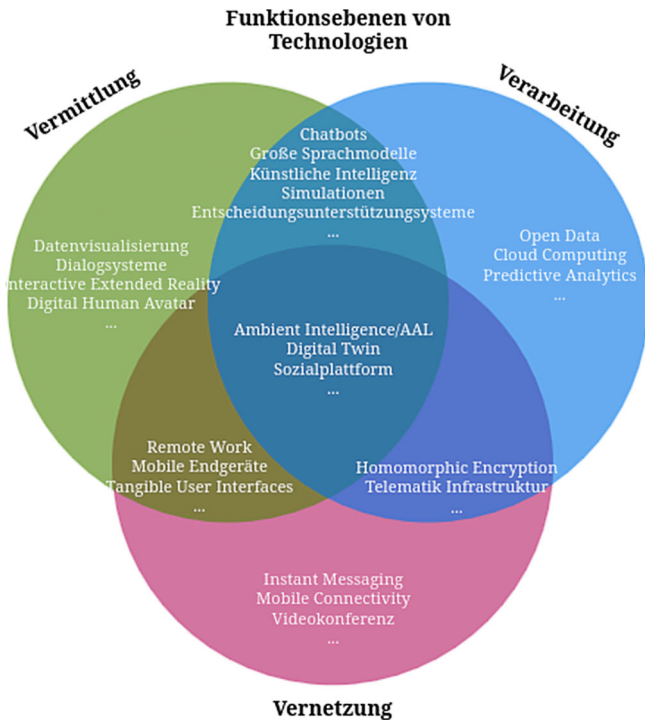 Funktionsebenen von
Technologien
Vermittlung
Verarbeitung
Chatbots
Große Sprachmodelle
Künstliche Intelligenz
Simulationen
Entscheidungsunterstützungsysteme
...
Datenvisualisierung
Dialogsysteme
Interactive Extended Reality
Digital Human Avatar
...
Open Data
Cloud Computing
Predictive Analytics
...
Ambient Intelligence/AAL
Digital Twin
Sozialplattform
...
Remote Work
Mobile Endgeräte
Tangible User Interfaces
...
Homomorphic Encryption
Telematik Infrastruktur
...
Instant Messaging
Mobile Connectivity
Videokonferenz
...
Vernetzung